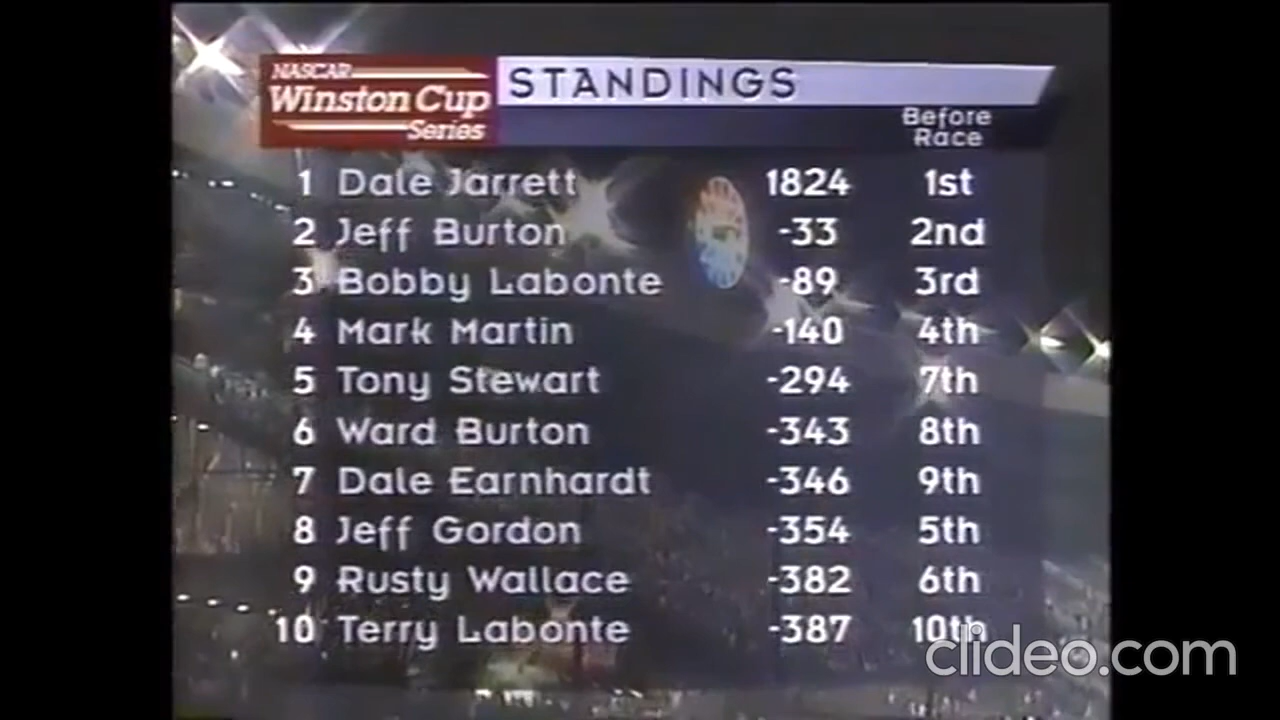 NASCAR
Winston Cup
Series
STANDINGS
Before
Race
1 Dale Jarrett 1824 1st
2 Jeff Burton -33 2nd
3 Bobby Labonte -89 3rd
4 Mark Martin -140 4th
5 Tony Stewart -294 7th
6 Ward Burton -343 8th
7 Dale Earnhardt -346 9th
8 Jeff Gordon -354 5th
9 Rusty Wallace -382 6th
10 Terry Labonte -387 10th
clideo.com